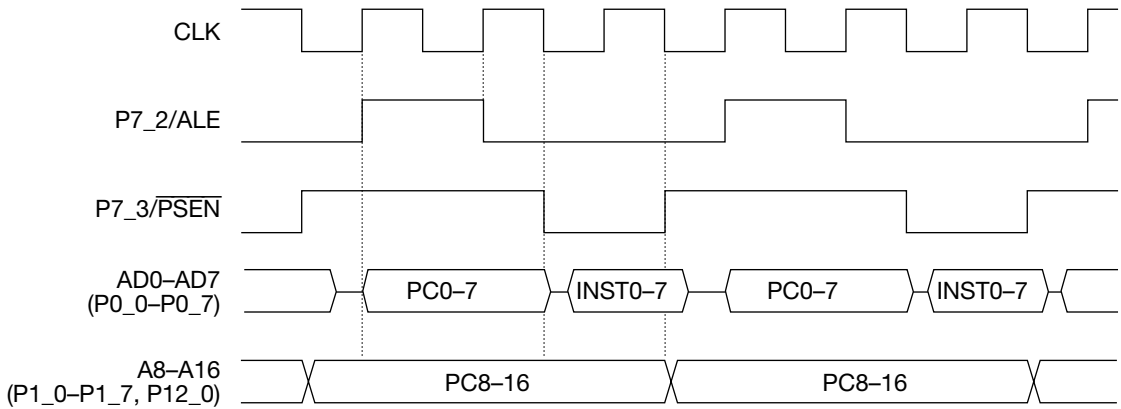 CLK
P7_2/ALE
P7_3/P̅S̅E̅N̅
AD0–AD7
(P0_0–P0_7)
PC0–7
INST0–7
PC0–7
INST0–7
A8–A16
(P1_0–P1_7, P12_0)
PC8–16
PC8–16